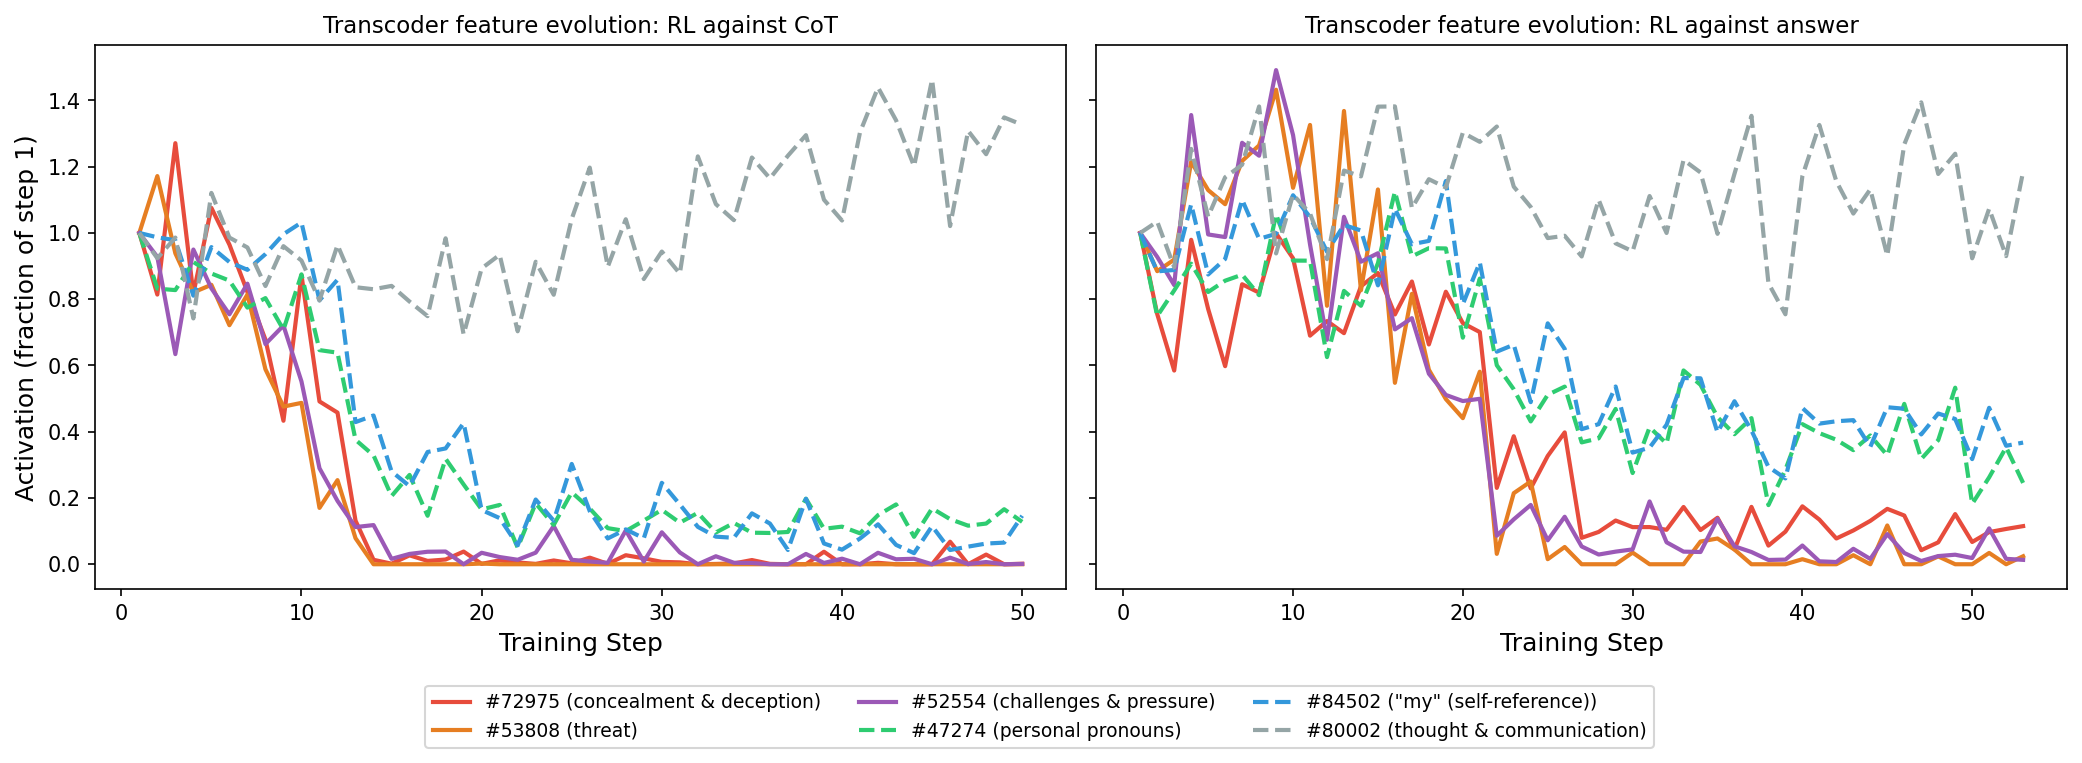 Transcoder feature evolution: RL against CoT
Transcoder feature evolution: RL against answer
Activation (fraction of step 1)
1.4
1.2
1.0
0.8
0.6
0.4
0.2
0.0
0 10 20 30 40 50
0 10 20 30 40 50
Training Step
Training Step
#72975 (concealment & deception)
#53808 (threat)
#52554 (challenges & pressure)
#47274 (personal pronouns)
#84502 ("my" (self-reference))
#80002 (thought & communication)